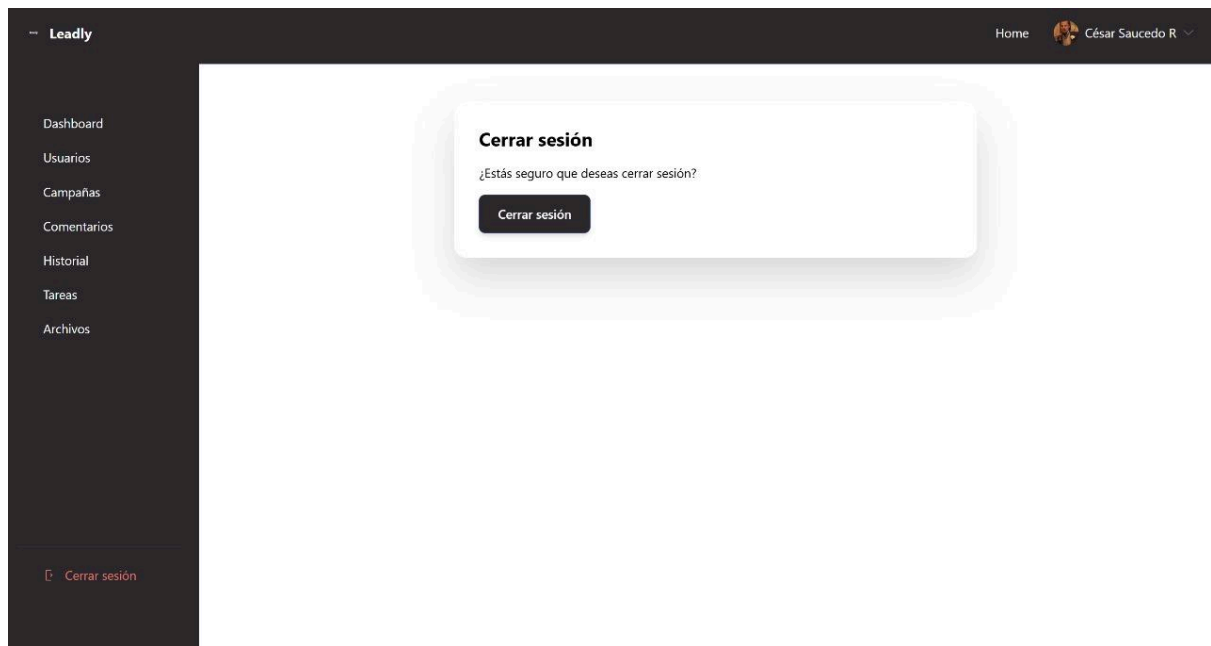 Leadly
Home
César Saucedo R
Dashboard
Usuarios
Campañas
Comentarios
Historial
Tareas
Archivos
Cerrar sesión
Cerrar sesión
¿Estás seguro que deseas cerrar sesión?
Cerrar sesión